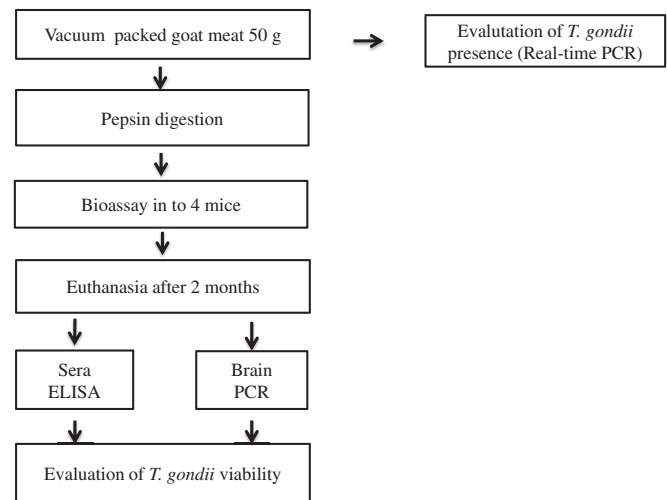 Vacuum packed goat meat 50 g
Evalutation of T. gondii
presence (Real-time PCR)
Pepsin digestion
Bioassay in to 4 mice
Euthanasia after 2 months
Sera
ELISA
Brain
PCR
Evaluation of T. gondii viability